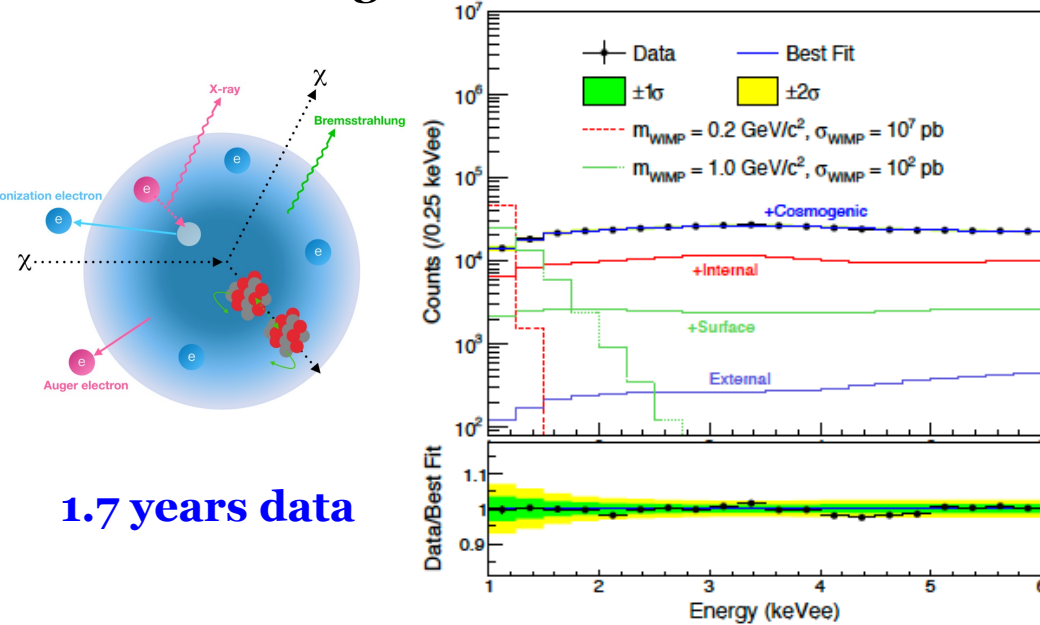 χ
X-ray
Bremsstrahlung
e
e
onization electron
e
e
χ
e
e
Auger electron
1.7 years data
10⁷
10⁶
10⁵
10⁴
10³
10²
Counts (/0.25 keVee)
Data
Best Fit
±1σ
±2σ
m_WIMP = 0.2 GeV/c², σ_WIMP = 10⁷ pb
m_WIMP = 1.0 GeV/c², σ_WIMP = 10² pb
+Cosmogenic
+Internal
+Surface
External
Data/Best Fit
1.1
1
0.9
1 2 3 4 5 6
Energy (keVee)